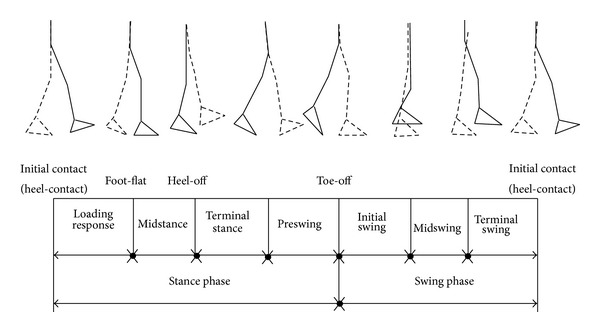 Initial contact
(heel-contact)
Foot-flat
Heel-off
Toe-off
Initial contact
(heel-contact)
Loading
response
Midstance
Terminal
stance
Preswing
Initial
swing
Midswing
Terminal
swing
Stance phase
Swing phase